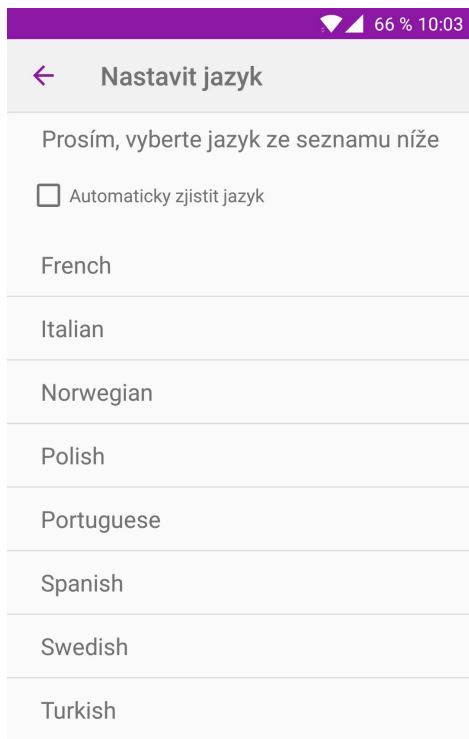 66 % 10:03
Nastavit jazyk
Prosím, vyberte jazyk ze seznamu níže
Automaticky zjistit jazyk
French
Italian
Norwegian
Polish
Portuguese
Spanish
Swedish
Turkish